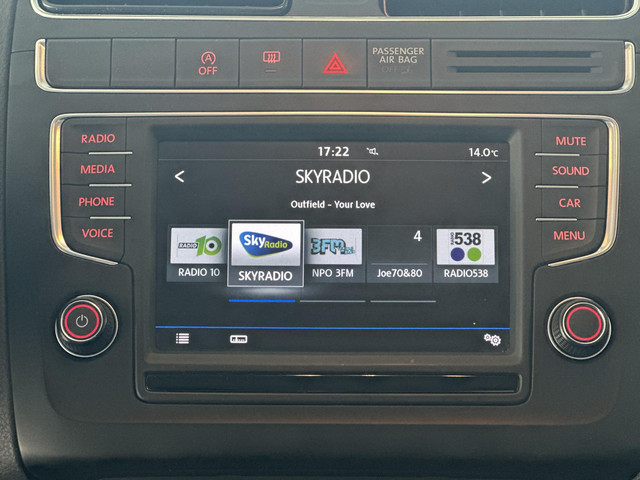 A
OFF
PASSENGER
AIR BAG
RADIO
MEDIA
PHONE
VOICE
17:22
14.0°C
< SKYRADIO >
Outfield – Your Love
RADIO 10
RADIO 10
Sky Radio
SKYRADIO
3FM
NPO 3FM
4
Joe70&80
RADIO
538
RADIO538
MUTE
SOUND
CAR
MENU